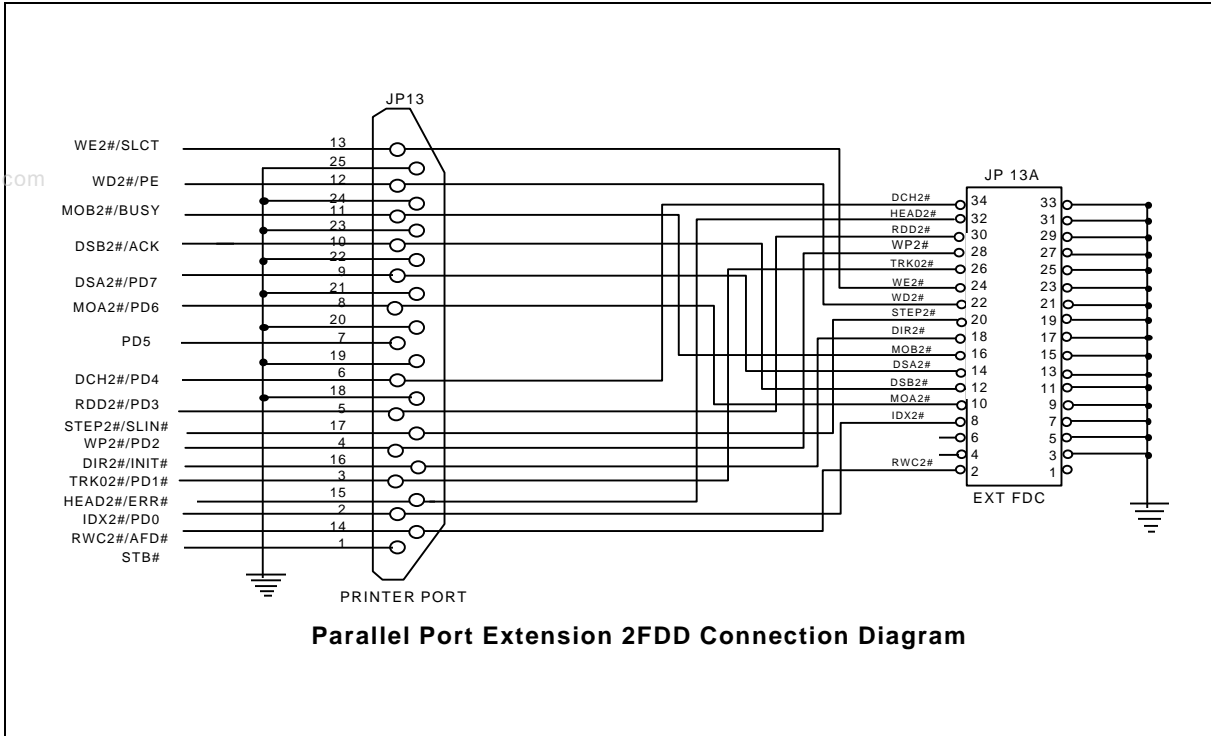 JP13
WE2#/SLCT
13
25
com
WD2#/PE
12
24
MOB2#/BUSY
11
23
DSB2#/ACK
10
22
DSA2#/PD7
9
21
MOA2#/PD6
8
20
PD5
7
19
DCH2#/PD4
6
18
RDD2#/PD3
5
STEP2#/SLIN#
17
WP2#/PD2
4
DIR2#/INIT#
16
TRK02#/PD1#
3
HEAD2#/ERR#
15
IDX2#/PD0
2
RWC2#/AFD#
14
STB#
1
PRINTER PORT
JP 13A
DCH2# 34 33
HEAD2# 32 31
RDD2# 30 29
WP2# 28 27
TRK02# 26 25
WE2# 24 23
WD2# 22 21
STEP2# 20 19
DIR2# 18 17
MOB2# 16 15
DSA2# 14 13
DSB2# 12 11
MOA2# 10 9
IDX2# 8 7
6 5
4 3
RWC2# 2 1
EXT FDC
Parallel Port Extension 2FDD Connection Diagram